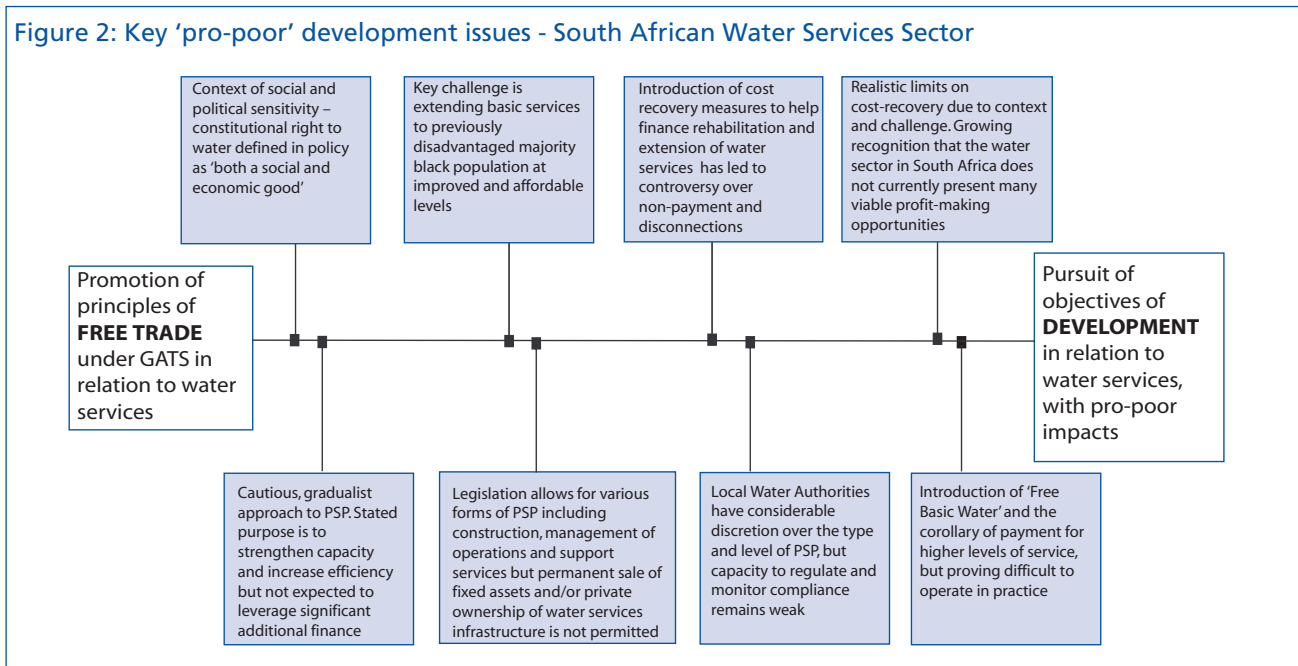 Figure 2: Key ‘pro-poor’ development issues - South African Water Services Sector
Context of social and
political sensitivity –
constitutional right to
water defined in policy
as ‘both a social and
economic good’
Key challenge is
extending basic services
to previously
disadvantaged majority
black population at
improved and affordable
levels
Introduction of cost
recovery measures to help
finance rehabilitation and
extension of water
services has led to
controversy over
non-payment and
disconnections
Realistic limits on
cost-recovery due to context
and challenge. Growing
recognition that the water
sector in South Africa does
not currently present many
viable profit-making
opportunities
Promotion of
principles of
FREE TRADE
under GATS in
relation to water
services
Pursuit of
objectives of
DEVELOPMENT
in relation to
water services,
with pro-poor
impacts
Cautious, gradualist
approach to PSP. Stated
purpose is to
strengthen capacity
and increase efficiency
but not expected to
leverage significant
additional finance
Legislation allows for various
forms of PSP including
construction, management of
operations and support
services but permanent sale of
fixed assets and/or private
ownership of water services
infrastructure is not permitted
Local Water Authorities
have considerable
discretion over the type
and level of PSP, but
capacity to regulate and
monitor compliance
remains weak
Introduction of ‘Free
Basic Water’ and the
corollary of payment for
higher levels of service,
but proving difficult to
operate in practice